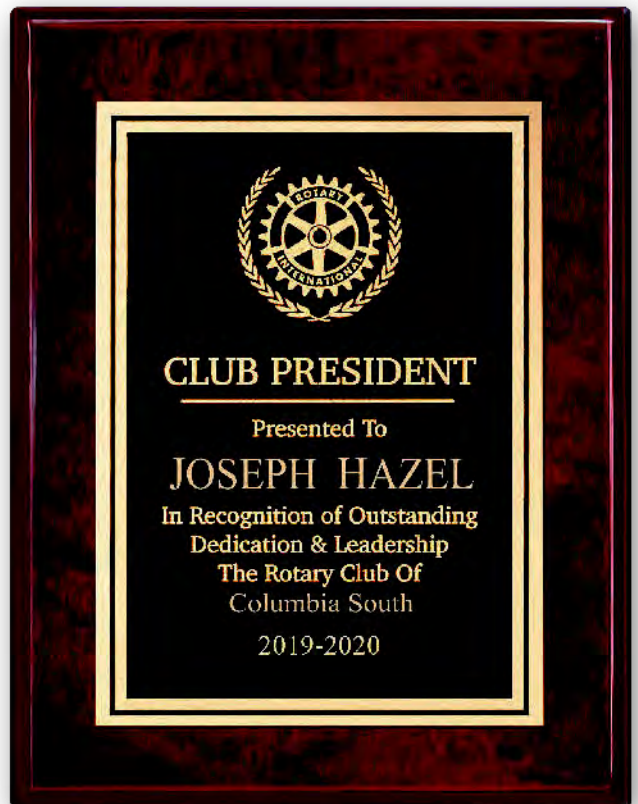 ROTARY
INTERNATIONAL
CLUB PRESIDENT
Presented To
JOSEPH HAZEL
In Recognition of Outstanding
Dedication & Leadership
The Rotary Club Of
Columbia South
2019-2020